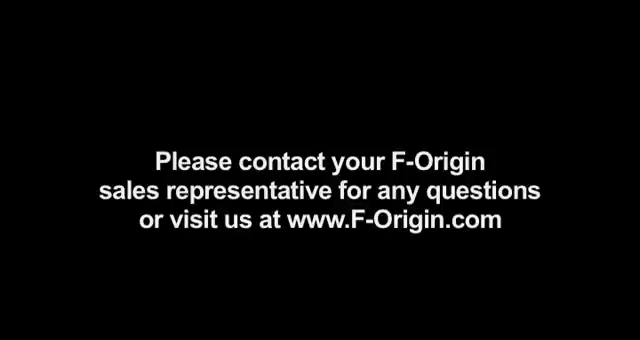 Please contact your F-Origin
sales representative for any questions
or visit us at www.F-Origin.com